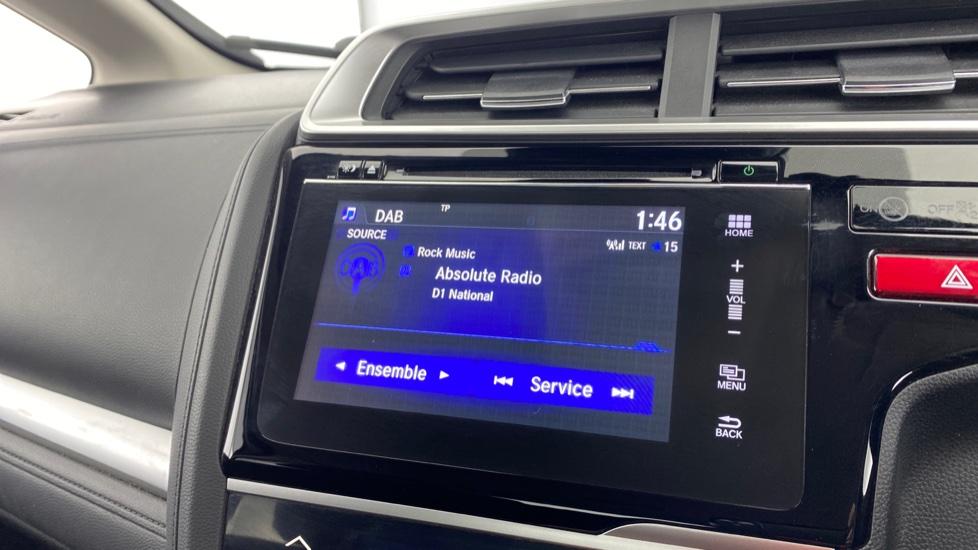 TP
DAB 1:46
SOURCE
TEXT 15
Rock Music
DAB
Absolute Radio
D1 National
Ensemble Service
HOME
+
VOL
−
MENU
BACK
OFF